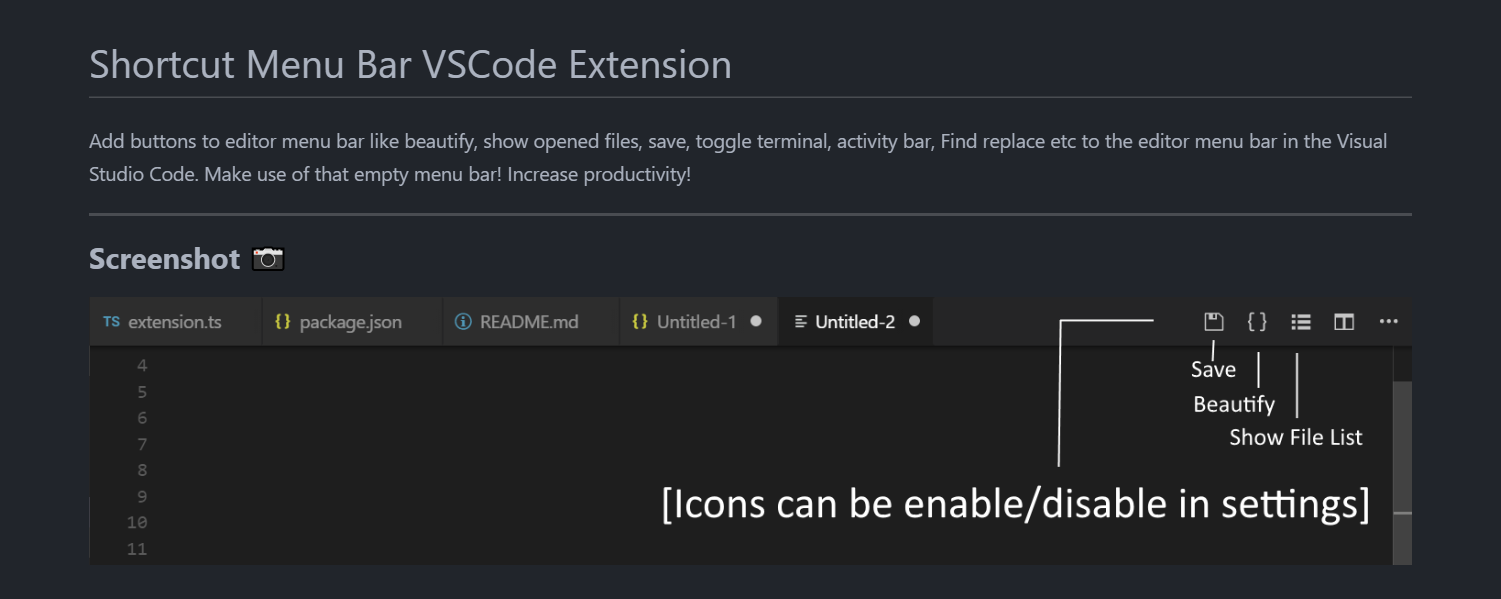 Shortcut Menu Bar VSCode Extension
Add buttons to editor menu bar like beautify, show opened files, save, toggle terminal, activity bar, Find replace etc to the editor menu bar in the Visual
Studio Code. Make use of that empty menu bar! Increase productivity!
Screenshot
TS extension.ts {} package.json README.md {} Untitled-1 Untitled-2 {}
4
Save
5
Beautify
6
7
Show File List
8
9
[Icons can be enable/disable in settings]
10
11